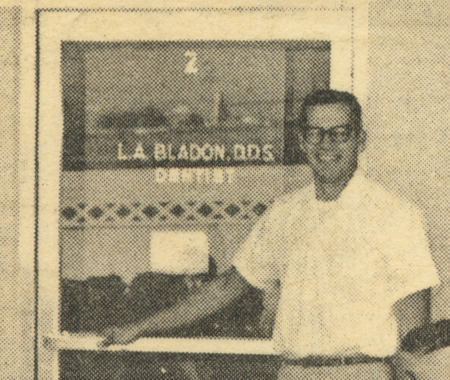 2
L.A. BLADON, D.D.S.
DENTIST